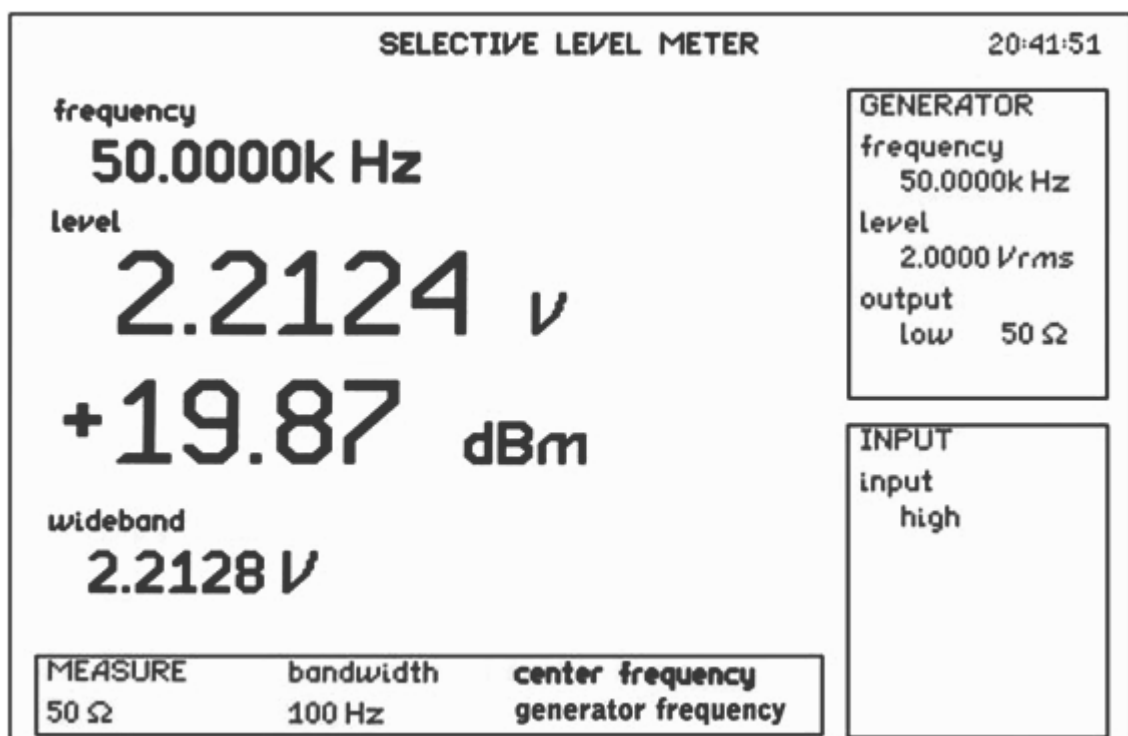 SELECTIVE LEVEL METER
20:41:51
frequency
50.0000k Hz
level
2.2124 V
+19.87 dBm
wideband
2.2128 V
MEASURE bandwidth center frequency
50 Ω 100 Hz generator frequency
GENERATOR
frequency
50.0000k Hz
level
2.0000 Vrms
output
low 50 Ω
INPUT
input
high